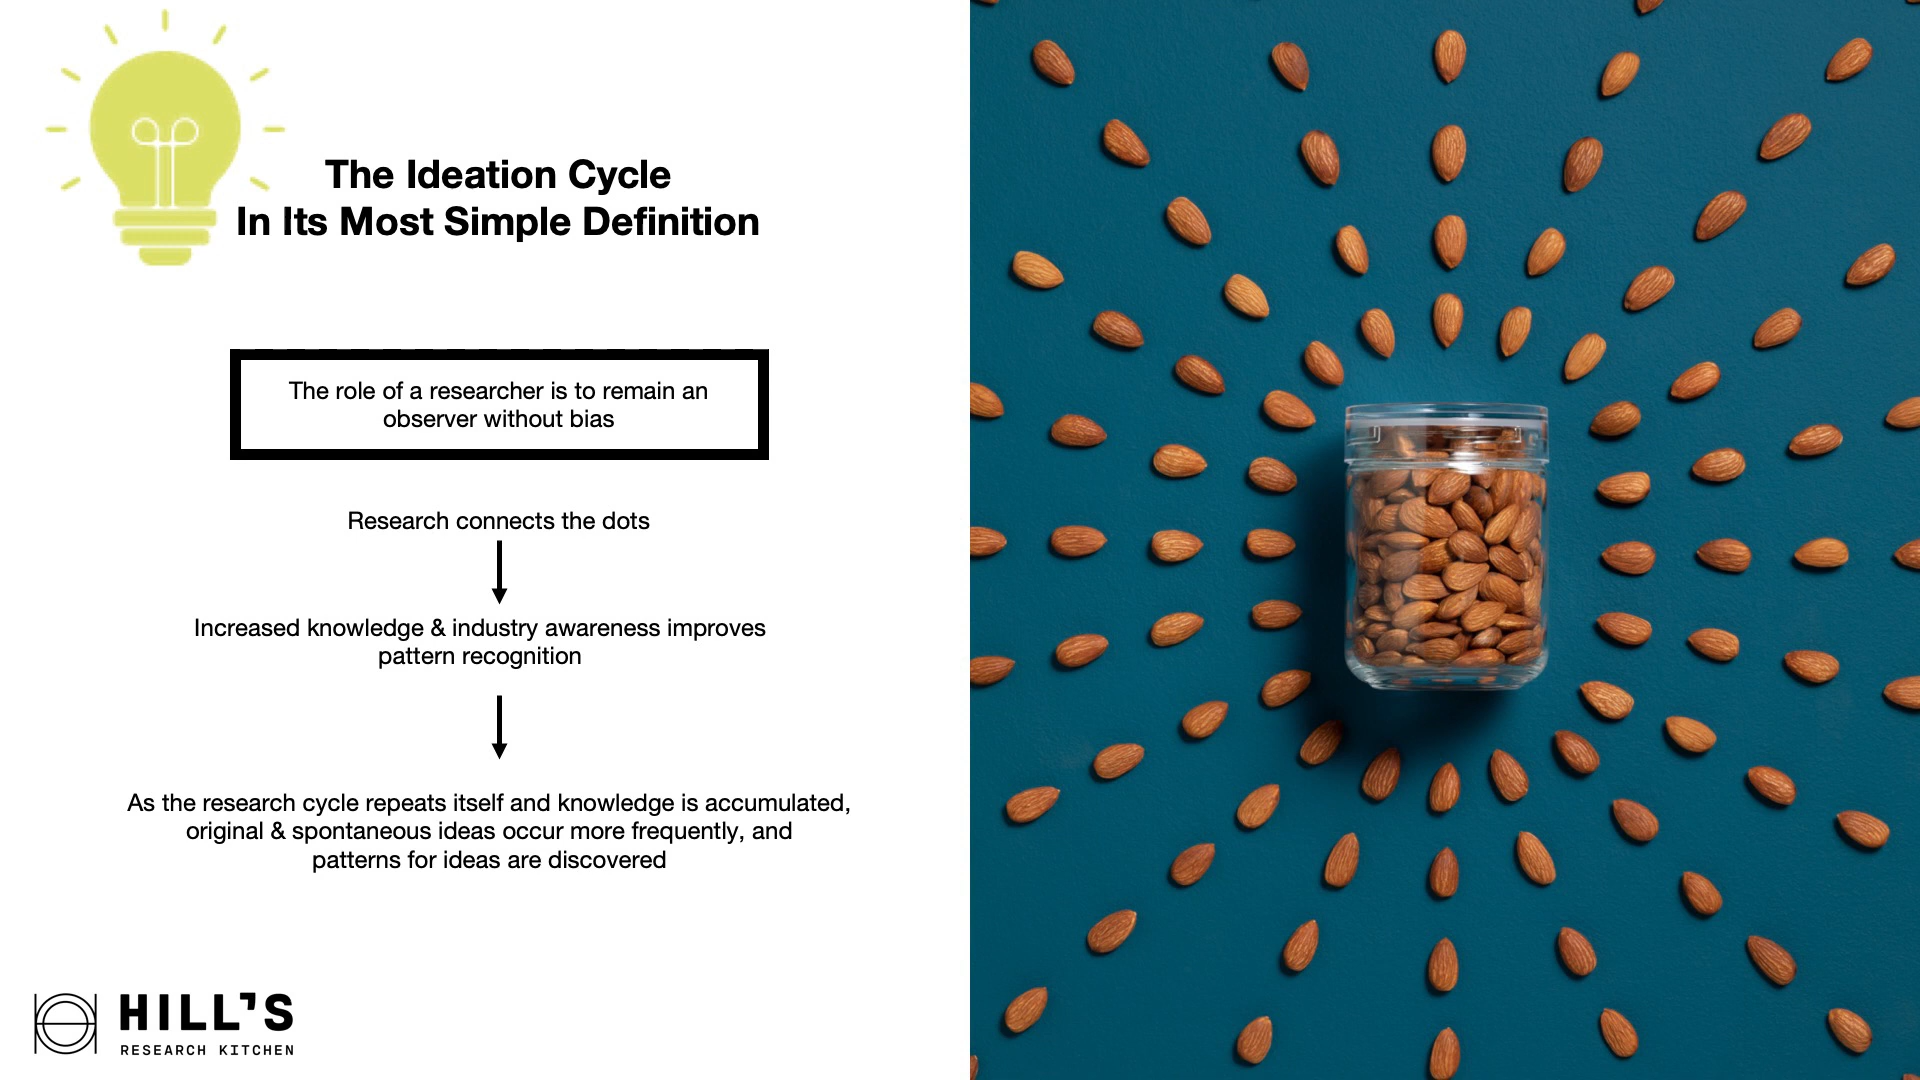 The Ideation Cycle
In Its Most Simple Definition
The role of a researcher is to remain an
observer without bias
Research connects the dots
Increased knowledge & industry awareness improves
pattern recognition
As the research cycle repeats itself and knowledge is accumulated,
original & spontaneous ideas occur more frequently, and
patterns for ideas are discovered
HILL'S
RESEARCH KITCHEN